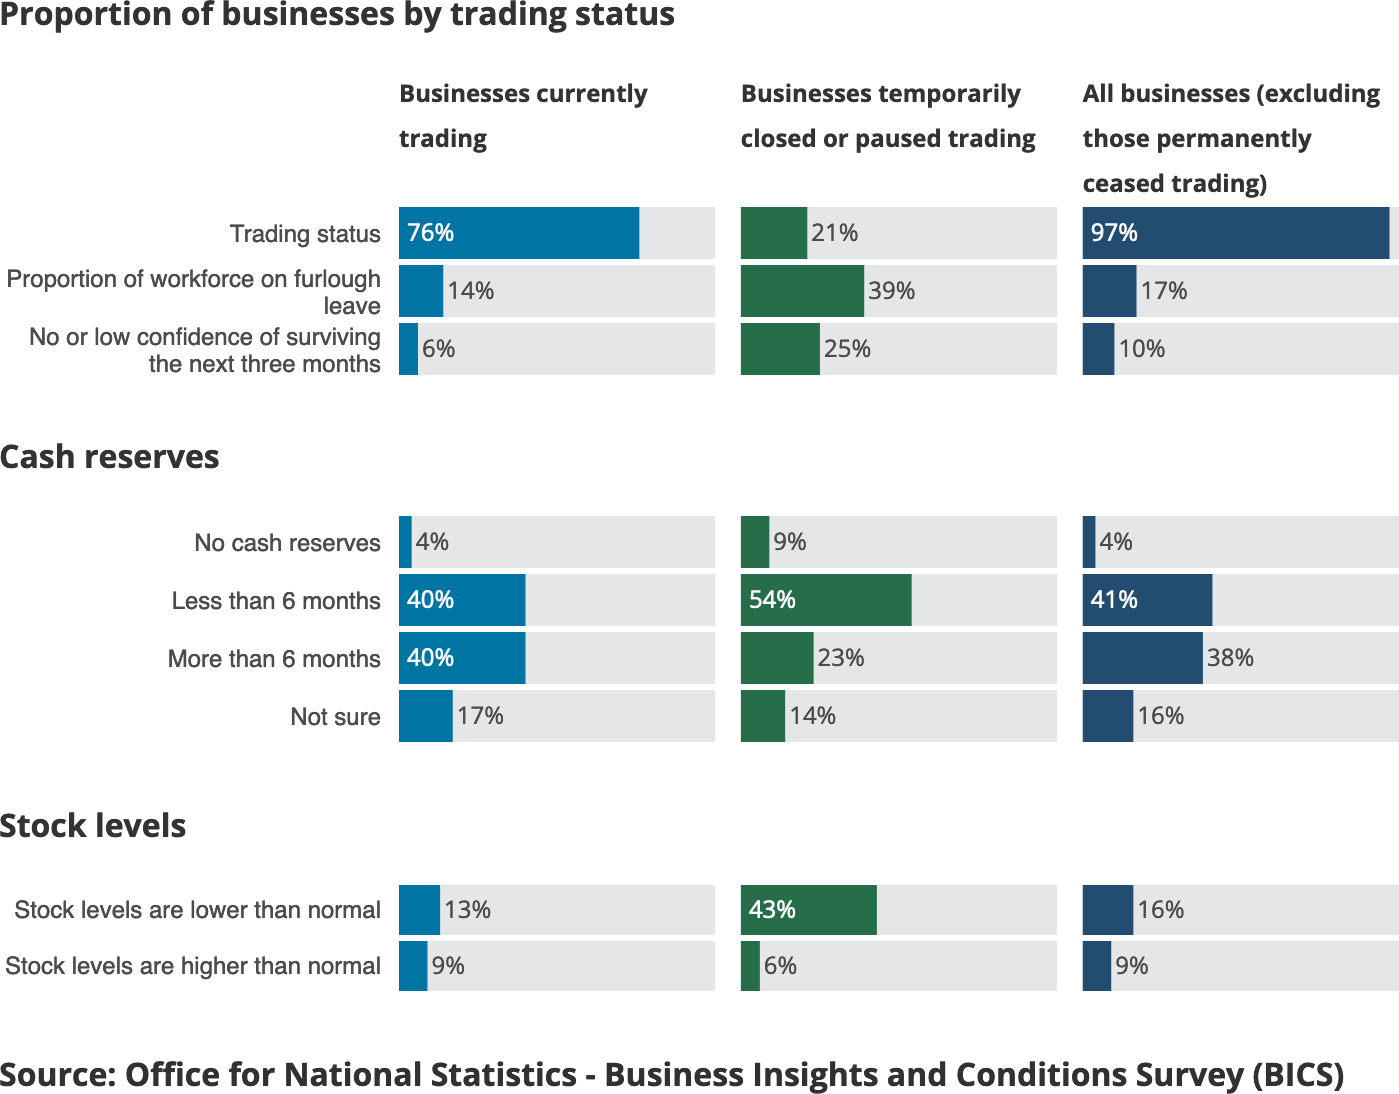 Proportion of businesses by trading status
Businesses currently
trading
Businesses temporarily
closed or paused trading
All businesses (excluding
those permanently
ceased trading)
Trading status
76%
21%
97%
Proportion of workforce on furlough
leave
14%
39%
17%
No or low confidence of surviving
the next three months
6%
25%
10%
Cash reserves
No cash reserves
4%
9%
4%
Less than 6 months
40%
54%
41%
More than 6 months
40%
23%
38%
Not sure
17%
14%
16%
Stock levels
Stock levels are lower than normal
13%
43%
16%
Stock levels are higher than normal
9%
6%
9%
Source: Office for National Statistics - Business Insights and Conditions Survey (BICS)